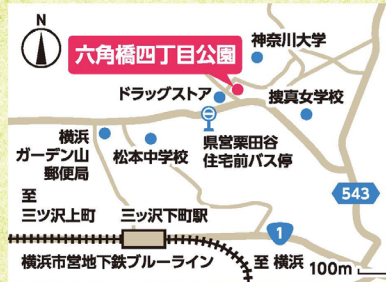 N
六角橋四丁目公園
神奈川大学
ドラッグストア
捜真女学校
横浜
ガーデン山
郵便局
松本中学校
県営栗田谷
住宅前バス停
至
三ツ沢上町
三ッ沢下町駅
543
1
横浜市営地下鉄ブルーライン
至 横浜
100m